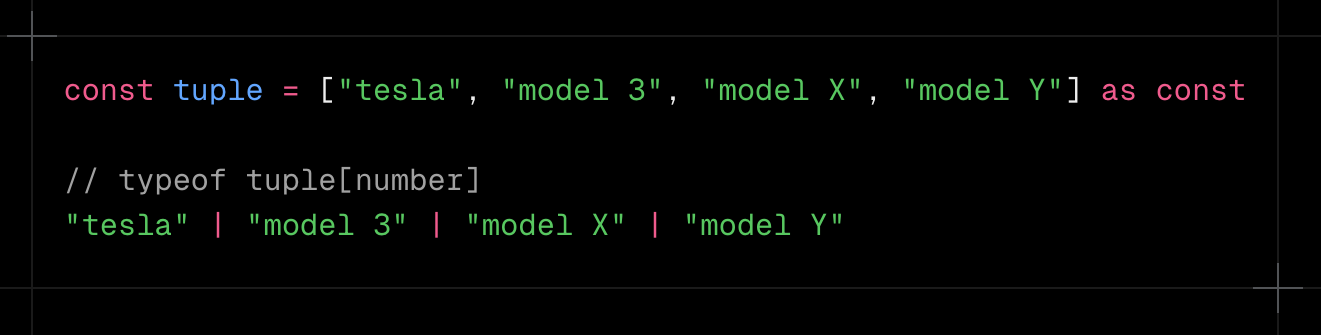 const tuple = ["tesla", "model 3", "model X", "model Y"] as const
// typeof tuple[number]
"tesla" | "model 3" | "model X" | "model Y"